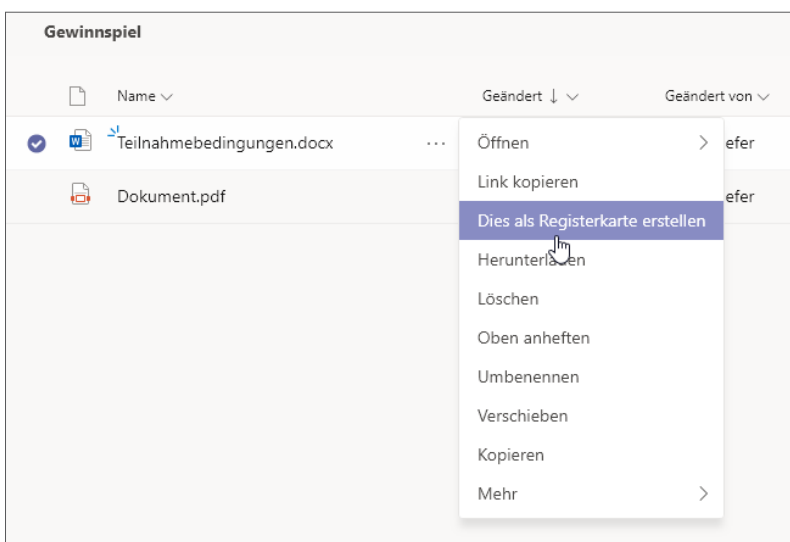 Gewinnspiel
Name Geändert ↓ Geändert von
Teilnahmebedingungen.docx ... Öffnen efer
Link kopieren
Dokument.pdf efer
Dies als Registerkarte erstellen
Herunterladen
Löschen
Oben anheften
Umbenennen
Verschieben
Kopieren
Mehr